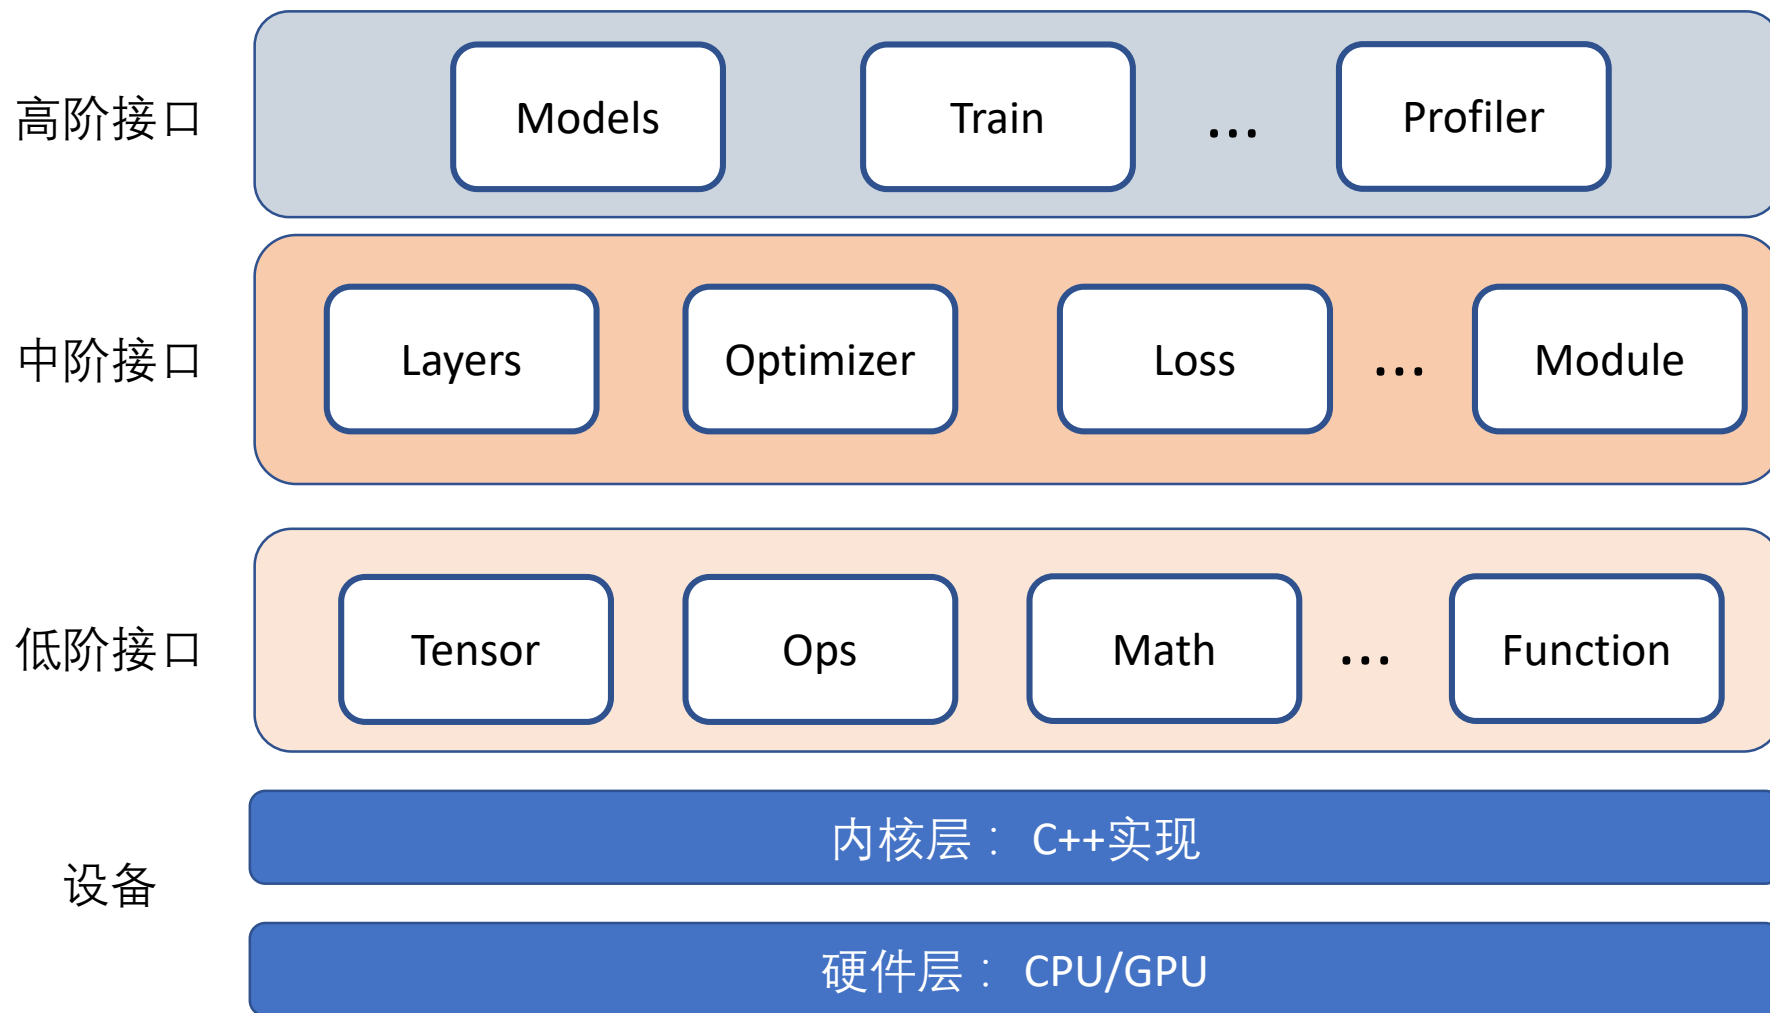 高阶接口
Models
Train
...
Profiler
中阶接口
Layers
Optimizer
Loss
...
Module
低阶接口
Tensor
Ops
Math
...
Function
设备
内核层： C++实现
硬件层： CPU/GPU